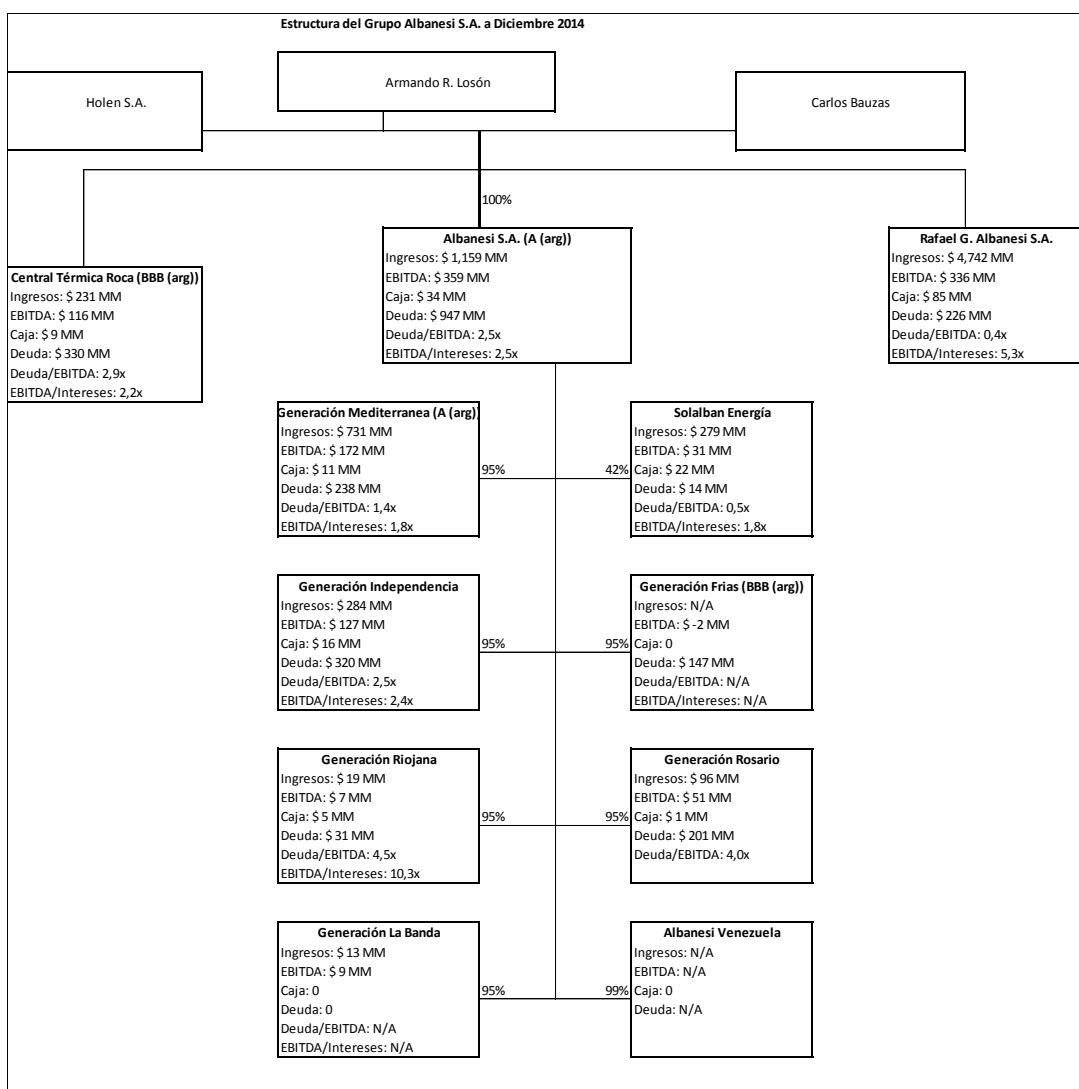 Estructura del Grupo Albanesi S.A. a Diciembre 2014
Armando R. Losón
Holen S.A.
Carlos Bauzas
100%
Albanesi S.A. (A (arg))
Ingresos: $ 1,159 MM
EBITDA: $ 359 MM
Caja: $ 34 MM
Deuda: $ 947 MM
Deuda/EBITDA: 2,5x
EBITDA/Intereses: 2,5x
Rafael G. Albanesi S.A.
Ingresos: $ 4,742 MM
EBITDA: $ 336 MM
Caja: $ 85 MM
Deuda: $ 226 MM
Deuda/EBITDA: 0,4x
EBITDA/Intereses: 5,3x
Central Térmica Roca (BBB (arg))
Ingresos: $ 231 MM
EBITDA: $ 116 MM
Caja: $ 9 MM
Deuda: $ 330 MM
Deuda/EBITDA: 2,9x
EBITDA/Intereses: 2,2x
Generación Mediterranea (A (arg))
Ingresos: $ 731 MM
EBITDA: $ 172 MM
Caja: $ 11 MM
Deuda: $ 238 MM
Deuda/EBITDA: 1,4x
EBITDA/Intereses: 1,8x
95%
42%
Solalban Energía
Ingresos: $ 279 MM
EBITDA: $ 31 MM
Caja: $ 22 MM
Deuda: $ 14 MM
Deuda/EBITDA: 0,5x
EBITDA/Intereses: 1,8x
Generación Independencia
Ingresos: $ 284 MM
EBITDA: $ 127 MM
Caja: $ 16 MM
Deuda: $ 320 MM
Deuda/EBITDA: 2,5x
EBITDA/Intereses: 2,4x
95%
95%
Generación Frias (BBB (arg))
Ingresos: N/A
EBITDA: $ -2 MM
Caja: 0
Deuda: $ 147 MM
Deuda/EBITDA: N/A
EBITDA/Intereses: N/A
Generación Riojana
Ingresos: $ 19 MM
EBITDA: $ 7 MM
Caja: $ 5 MM
Deuda: $ 31 MM
Deuda/EBITDA: 4,5x
EBITDA/Intereses: 10,3x
95%
95%
Generación Rosario
Ingresos: $ 96 MM
EBITDA: $ 51 MM
Caja: $ 1 MM
Deuda: $ 201 MM
Deuda/EBITDA: 4,0x
Generación La Banda
Ingresos: $ 13 MM
EBITDA: $ 9 MM
Caja: 0
Deuda: 0
Deuda/EBITDA: N/A
EBITDA/Intereses: N/A
95%
99%
Albanesi Venezuela
Ingresos: N/A
EBITDA: N/A
Caja: 0
Deuda: N/A